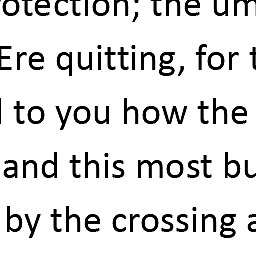 otection; the um
Ere quitting, for t
l to you how the
and this most bu
by the crossing a